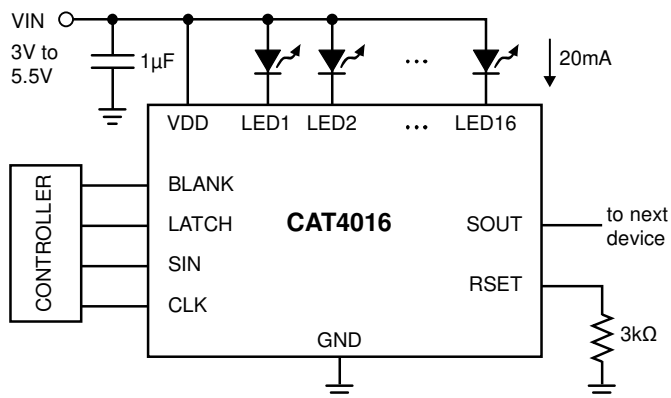 VIN
3V to
5.5V
1µF
...
20mA
VDD
LED1
LED2
...
LED16
CONTROLLER
BLANK
LATCH
SIN
CLK
CAT4016
SOUT
RSET
GND
to next
device
3kΩ